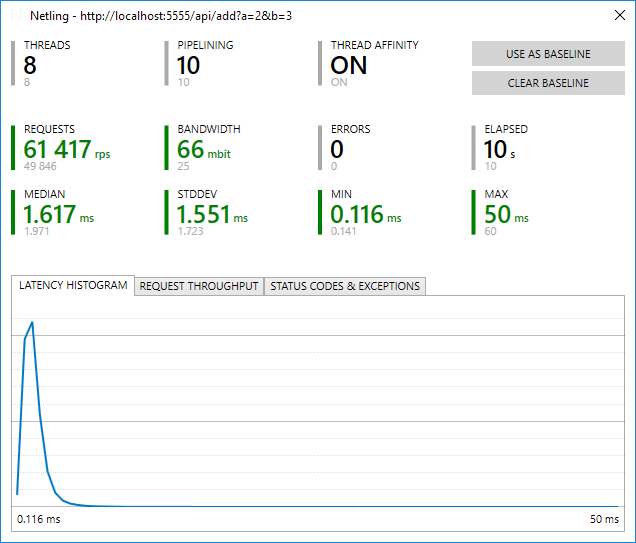 Netling - http://localhost:5555/api/add?a=2&b=3
THREADS
8
8
PIPELINING
10
10
THREAD AFFINITY
ON
ON
USE AS BASELINE
CLEAR BASELINE
REQUESTS
61 417 rps
49 846
BANDWIDTH
66 mbit
25
ERRORS
0
0
ELAPSED
10 s
10
MEDIAN
1.617 ms
1.971
STDDEV
1.551 ms
1.723
MIN
0.116 ms
0.141
MAX
50 ms
60
LATENCY HISTOGRAM
REQUEST THROUGHPUT
STATUS CODES & EXCEPTIONS
0.116 ms
50 ms